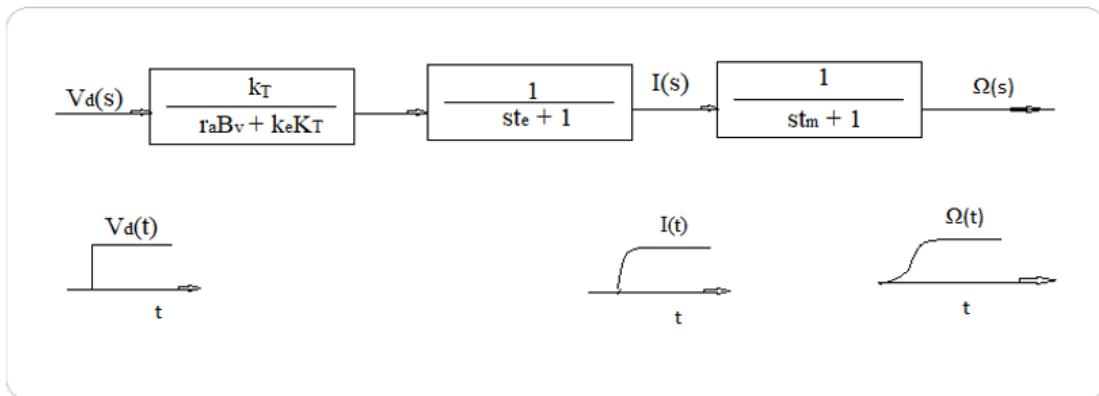 Vd(s)
kT
raBv + keKT
1
ste + 1
I(s)
1
stm + 1
Ω(s)
Vd(t)
t
I(t)
t
Ω(t)
t